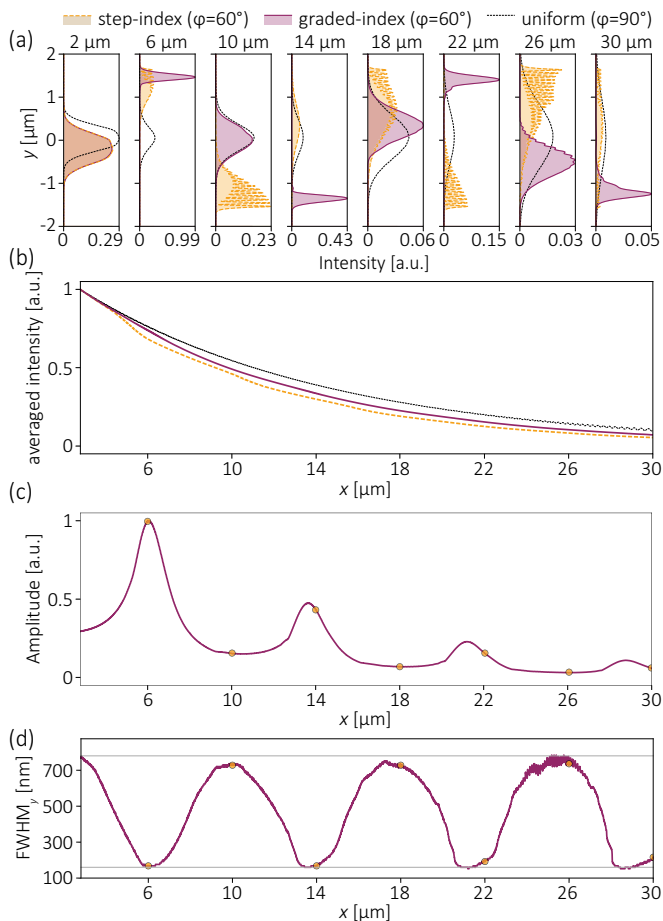 step-index (φ=60°) graded-index (φ=60°) uniform (φ=90°)
(a) 2 μm 6 μm 10 μm 14 μm 18 μm 22 μm 26 μm 30 μm
2
1
0
-1
-2
y [μm]
0 0.29 0 0.99 0 0.23 0 0.43 0 0.06 0 0.15 0 0.03 0 0.05
Intensity [a.u.]
(b)
averaged intensity [a.u.]
1
0.5
0
6 10 14 18 22 26 30
x [μm]
(c)
Amplitude [a.u.]
1
0.5
0
6 10 14 18 22 26 30
x [μm]
(d)
FWHMy [nm]
700
500
300
100
6 10 14 18 22 26 30
x [μm]